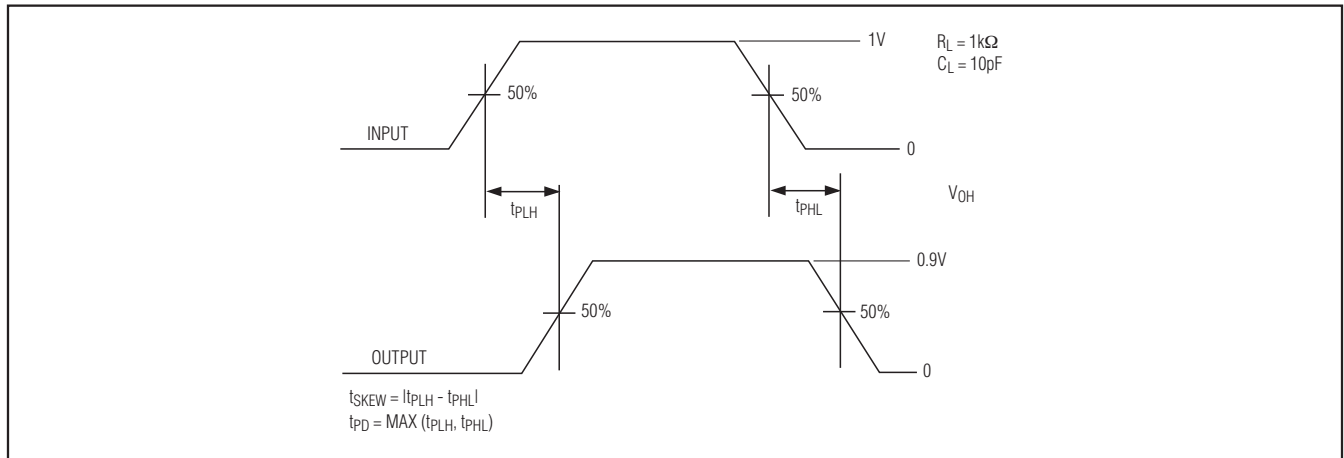 1V
R_L = 1kΩ
C_L = 10pF
50%
50%
INPUT
0
t_PLH
t_PHL
V_OH
0.9V
50%
50%
OUTPUT
0
t_SKEW = |t_PLH - t_PHL|
t_PD = MAX (t_PLH, t_PHL)